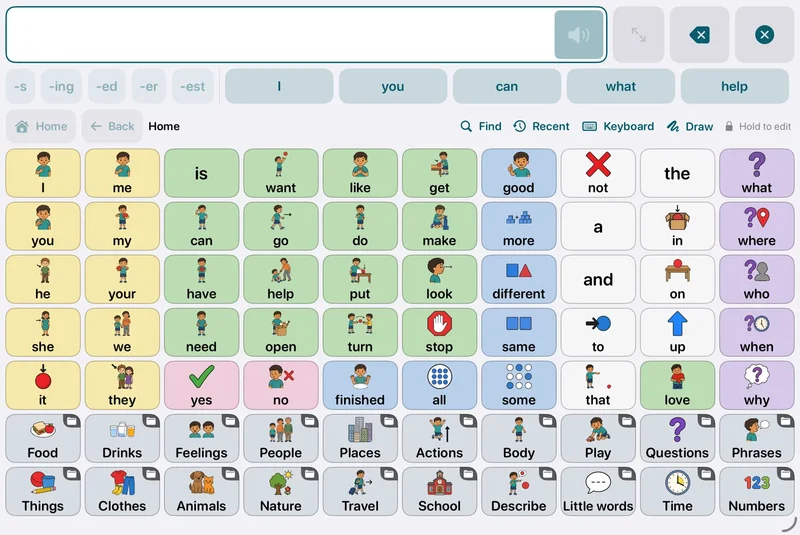 -s -ing -ed -er -est I you can what help
Home Back Home Find Recent Keyboard Draw Hold to edit
I me is want like get good not the what
you my can go do make more a in where
he your have help put look different and on who
she we need open turn stop same to up when
it they yes no finished all some that love why
Food Drinks Feelings People Places Actions Body Play Questions Phrases
123
Things Clothes Animals Nature Travel School Describe Little words Time Numbers